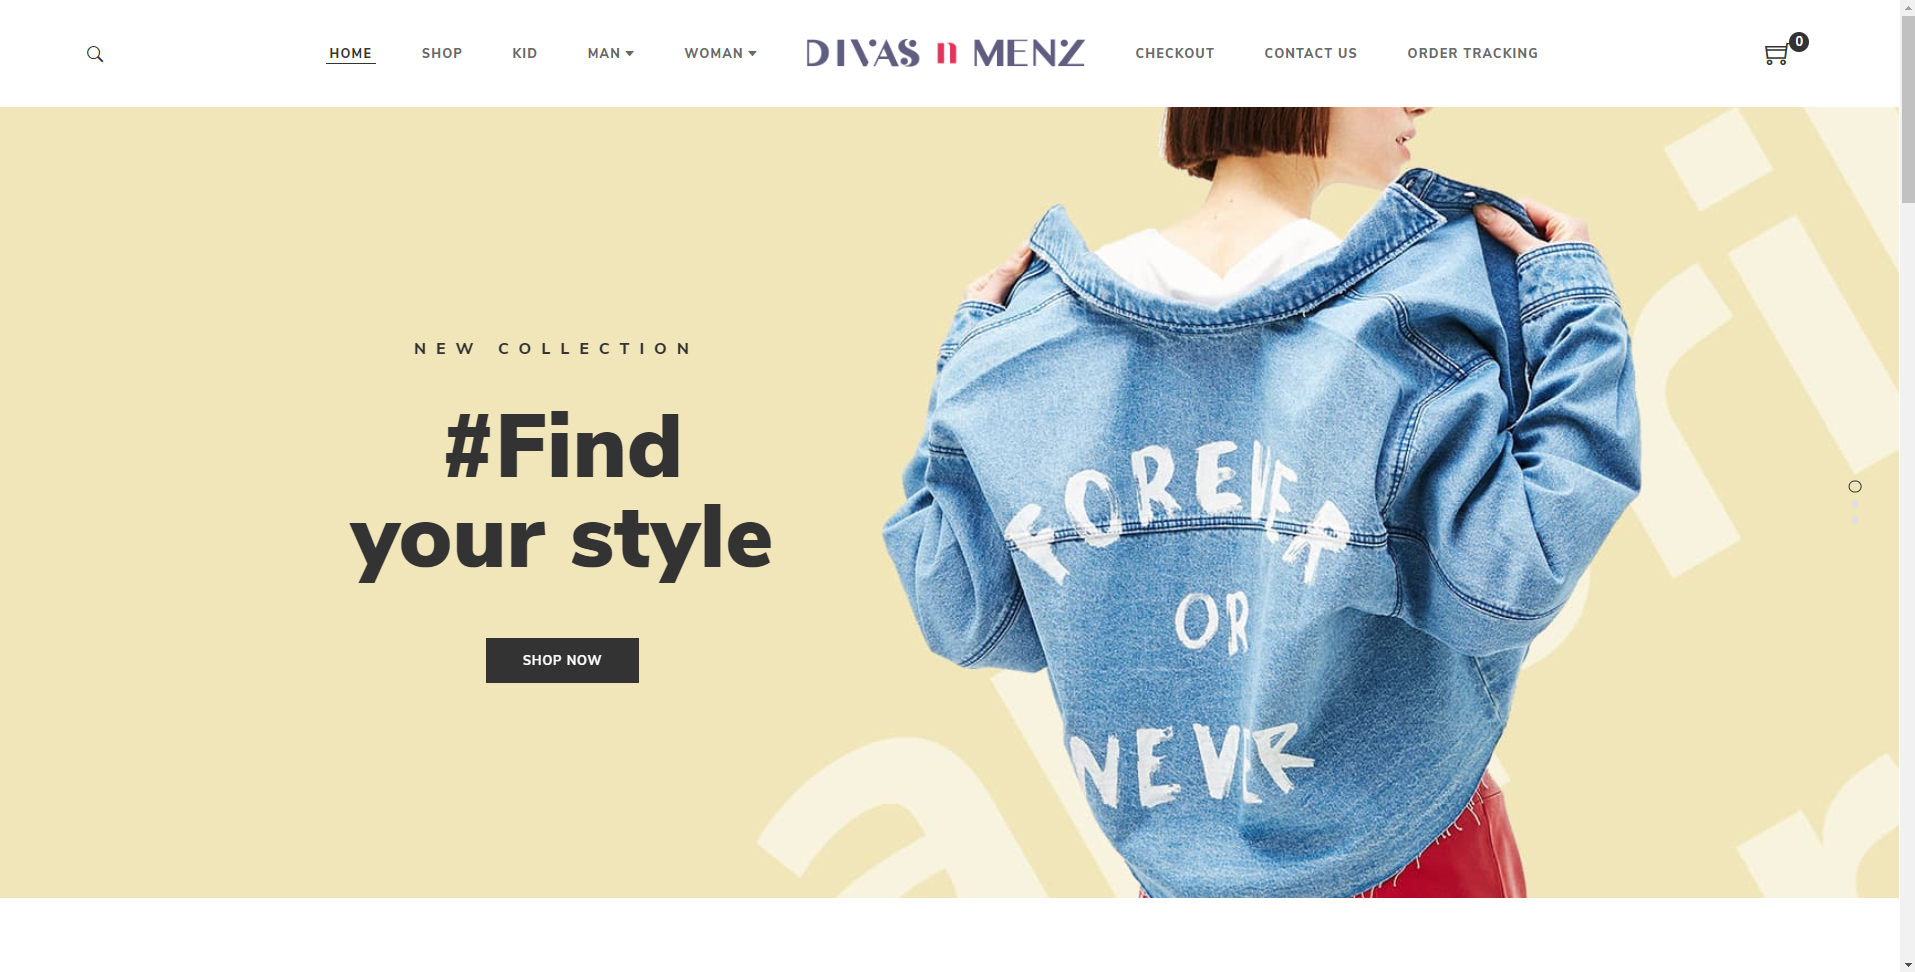 HOME
SHOP
KID
MAN
WOMAN
DIVAS n MENZ
CHECKOUT
CONTACT US
ORDER TRACKING
0
NEW COLLECTION
#Find
your style
SHOP NOW
FOREVER
OR
NEVER